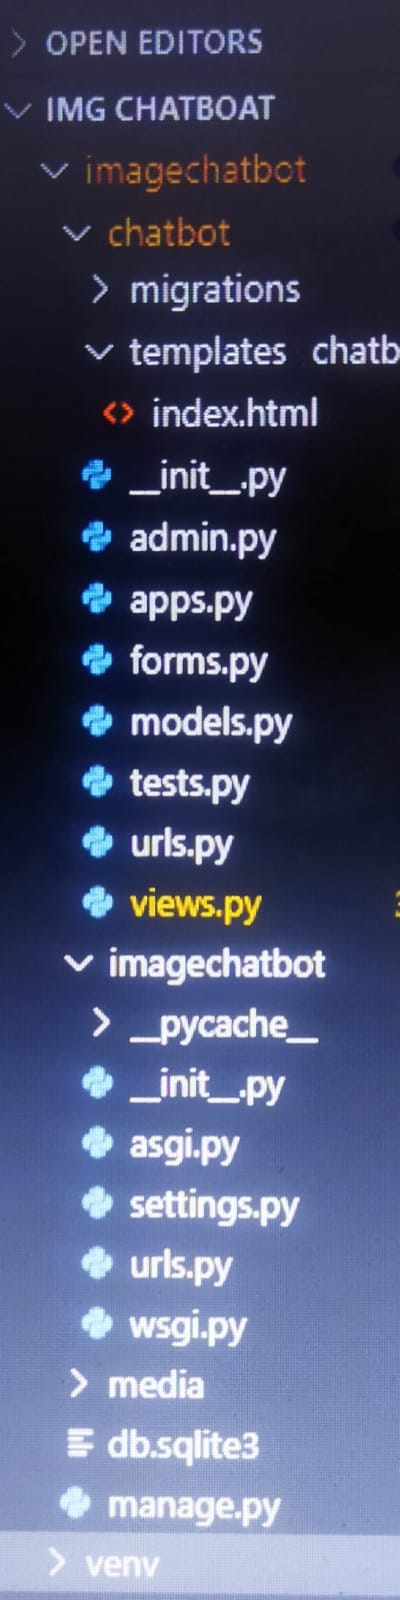 OPEN EDITORS
IMG CHATBOAT
imagechatbot
chatbot
migrations
templates chatb
index.html
__init__.py
admin.py
apps.py
forms.py
models.py
tests.py
urls.py
views.py
imagechatbot
__pycache__
__init__.py
asgi.py
settings.py
urls.py
wsgi.py
media
db.sqlite3
manage.py
venv